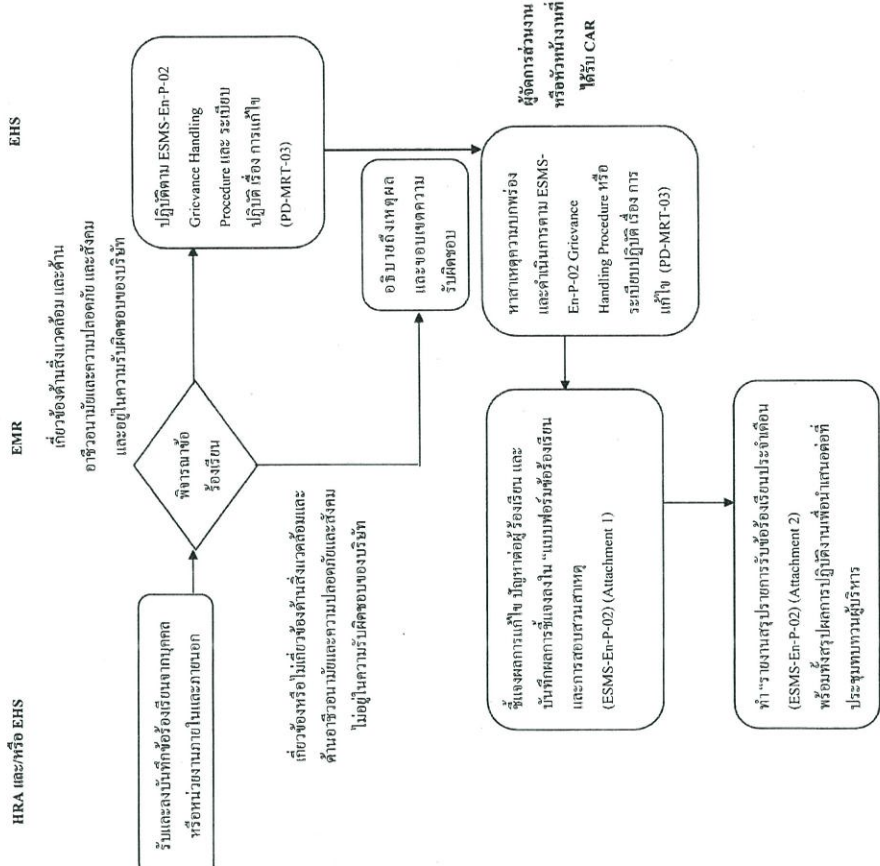 HRA และ/หรือ EHS
EMR
EHS
รับและลงบันทึกข้อร้องเรียนจากบุคคล
หรือหน่วยงานภายในและภายนอก
พิจารณาข้อ
ร้องเรียน
เกี่ยวข้องด้านสิ่งแวดล้อม และด้าน
อาชีวอนามัยและความปลอดภัย และสังคม
และอยู่ในความรับผิดชอบของบริษัท
ปฏิบัติตาม ESMS-En-P-02
Grievance Handling
Procedure และ ระเบียบ
ปฏิบัติ เรื่อง การแก้ไข
(PD-MRT-03)
เกี่ยวข้องหรือไม่เกี่ยวข้องด้านสิ่งแวดล้อมและ
ด้านอาชีวอนามัยและความปลอดภัยและสังคม
ไม่อยู่ในความรับผิดชอบของบริษัท
อธิบายถึงเหตุผล
และขอบเขตความ
รับผิดชอบ
ผู้จัดการส่วนงาน
หรือหัวหน้างานที่
ได้รับ CAR
หาสาเหตุความบกพร่อง
และดำเนินการตาม ESMS-
En-P-02 Grievance
Handling Procedure หรือ
ระเบียบปฏิบัติ เรื่อง การ
แก้ไข (PD-MRT-03)
ชี้แจงผลการแก้ไข ปัญหาต่อผู้ ร้องเรียน และ
บันทึกผลการชี้แจงลงใน “แบบฟอร์มข้อร้องเรียน
และการสอบสวนสาเหตุ
(ESMS-En-P-02) (Attachment 1)
ทำ “รายงานสรุปรายการรับข้อร้องเรียนประจำเดือน
(ESMS-En-P-02) (Attachment 2)
พร้อมทั้งสรุปผลการปฏิบัติงานเพื่อนำเสนอต่อที่
ประชุมทบทวนผู้บริหาร